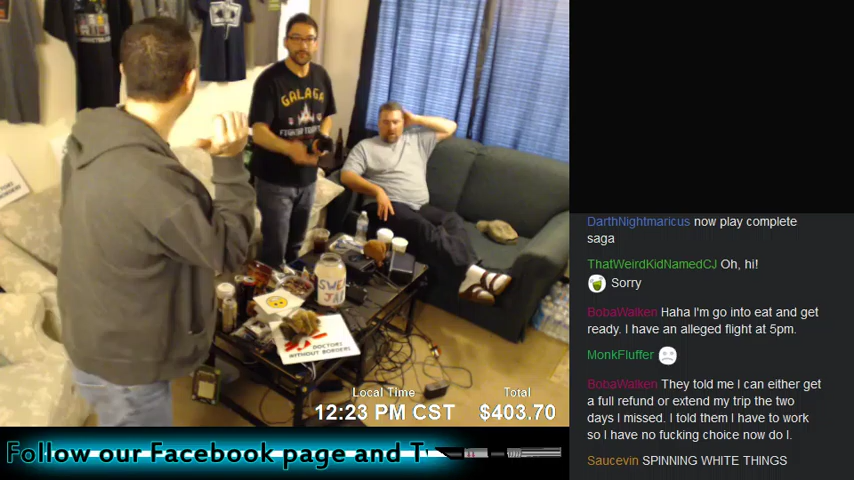 GALAGA
SWEAR
JAR
DOCTORS
WITHOUT BORDERS
Local Time
12:23 PM CST
Total
$403.70
Follow our Facebook page and T
DarthNightmaricus now play complete
saga
ThatWeirdKidNamedCJ Oh, hi!
Sorry
BobaWalken Haha I'm go into eat and get
ready. I have an alleged flight at 5pm.
MonkFluffer
BobaWalken They told me I can either get
a full refund or extend my trip the two
days I missed. I told them I have to work
so I have no fucking choice now do I.
Saucevin SPINNING WHITE THINGS